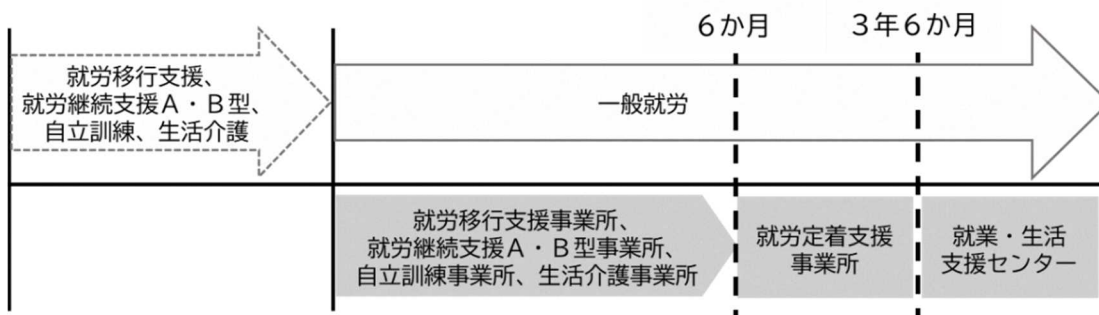 6か月
3年6か月
就労移行支援、
就労継続支援A・B型、
自立訓練、生活介護
一般就労
就労移行支援事業所、
就労継続支援A・B型事業所、
自立訓練事業所、生活介護事業所
就労定着支援
事業所
就業・生活
支援センター